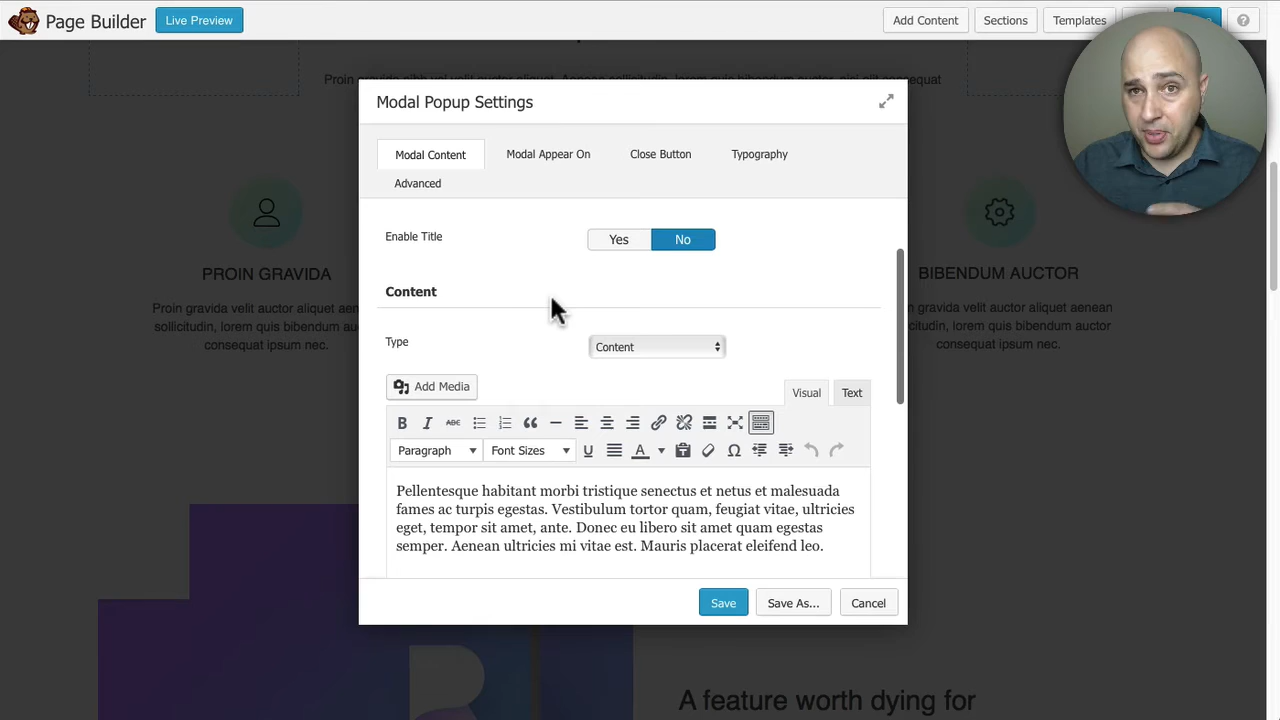 Page Builder
Live Preview
Add Content
Sections
Templates
?
Modal Popup Settings
Modal Content
Modal Appear On
Close Button
Typography
Advanced
Enable Title
Yes
No
Content
Type
Content
Add Media
Visual
Text
B I ABC
Paragraph
Font Sizes
U
A
Ω
Pellentesque habitant morbi tristique senectus et netus et malesuada
fames ac turpis egestas. Vestibulum tortor quam, feugiat vitae, ultricies
eget, tempor sit amet, ante. Donec eu libero sit amet quam egestas
semper. Aenean ultricies mi vitae est. Mauris placerat eleifend leo.
Save
Save As...
Cancel
PROIN GRAVIDA
Proin gravida velit auctor aliquet aenean
sollicitudin, lorem quis bibendum auctor
consequat ipsum nec.
BIBENDUM AUCTOR
gravida velit auctor aliquet aenean
lorem quis bibendum auctor, nisi
consequat ipsum nec.
A feature worth dying for